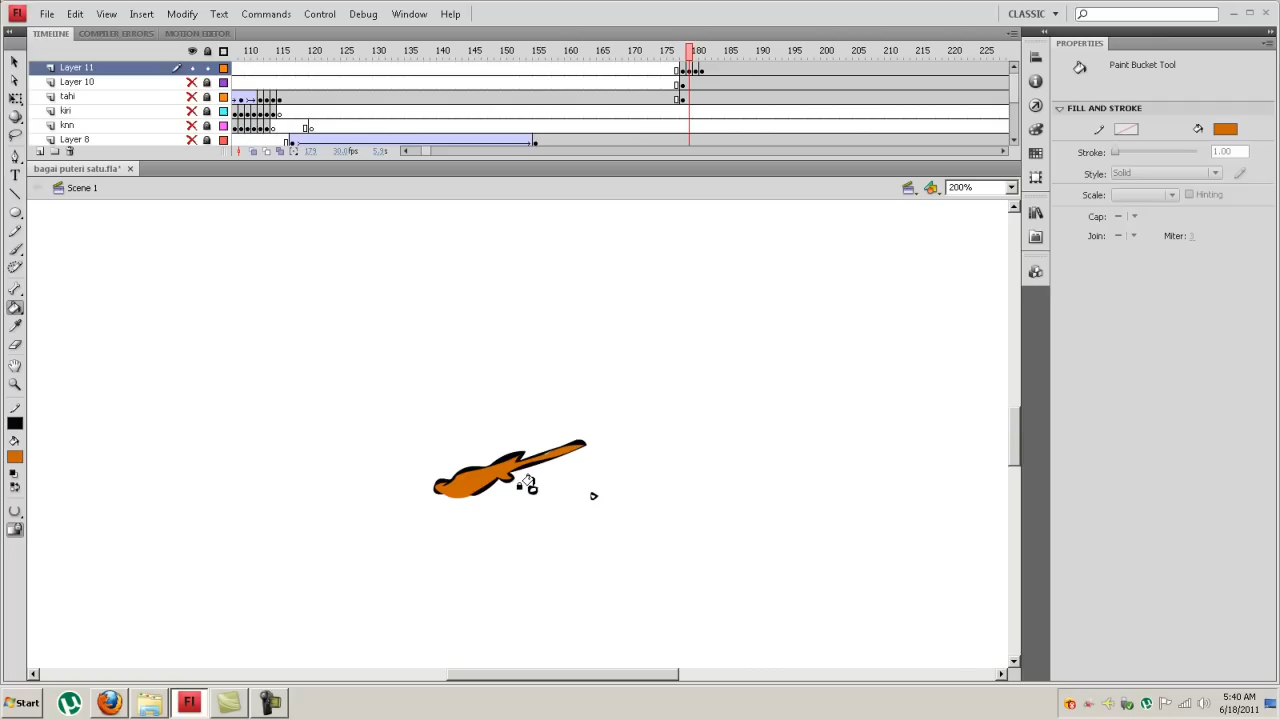 Fl File Edit View Insert Modify Text Commands Control Debug Window Help CLASSIC
TIMELINE COMPILER ERRORS MOTION EDITOR
110 115 120 125 130 135 140 145 150 155 160 165 170 175 180 185 190 195 200 205 210 215 220 225
Layer 11
Layer 10
tahi
kiri
knn
Layer 8
179 30.0fps 5.9s
bagai puteri satu.fla*
Scene 1
200%
PROPERTIES
Paint Bucket Tool
FILL AND STROKE
Stroke: 1.00
Style: Solid
Scale: Hinting
Cap:
Join: Miter: 3
Start
Fl
5:40 AM
6/18/2011